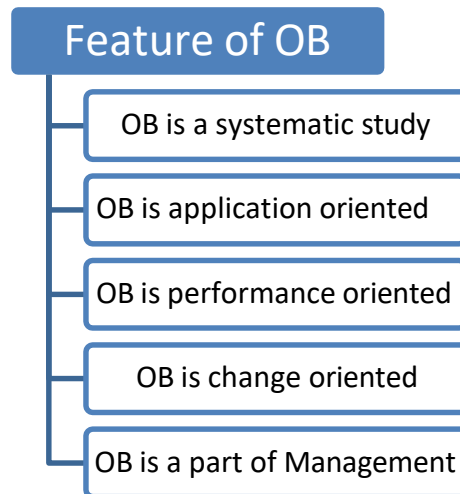 Feature of OB
OB is a systematic study
OB is application oriented
OB is performance oriented
OB is change oriented
OB is a part of Management